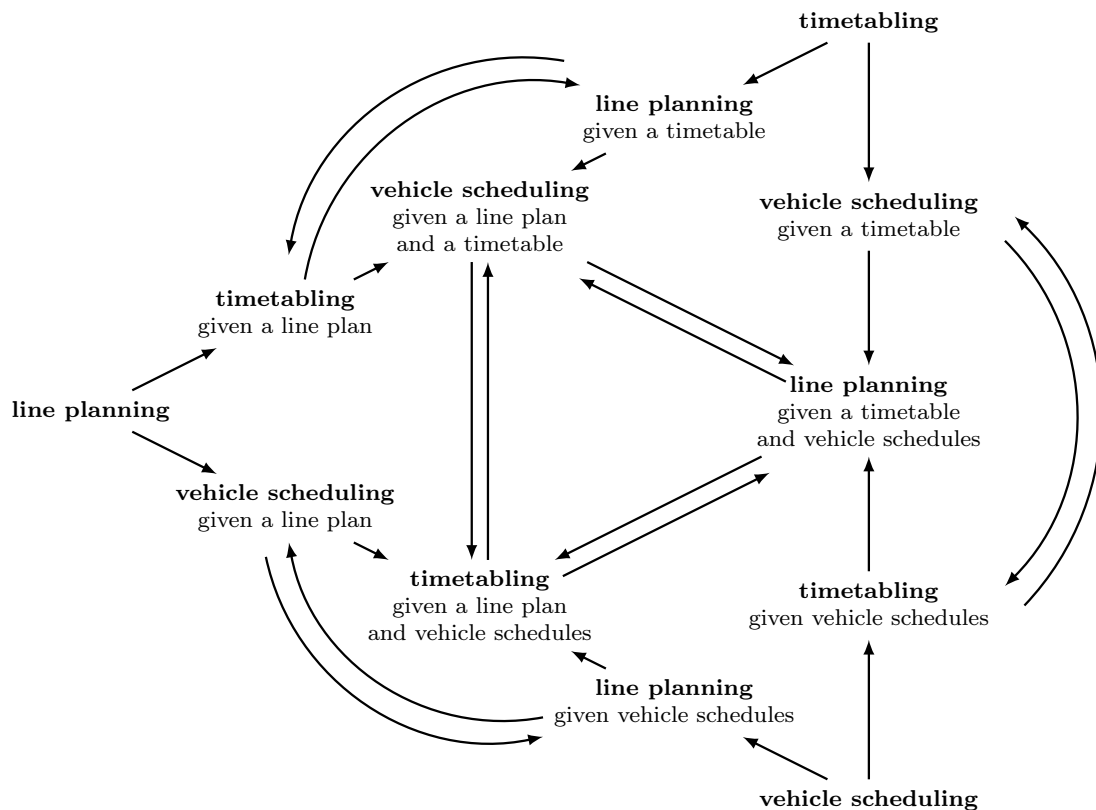 timetabling
line planning
given a timetable
vehicle scheduling
given a line plan
and a timetable
vehicle scheduling
given a timetable
timetabling
given a line plan
line planning
line planning
given a timetable
and vehicle schedules
vehicle scheduling
given a line plan
timetabling
given a line plan
and vehicle schedules
timetabling
given vehicle schedules
line planning
given vehicle schedules
vehicle scheduling